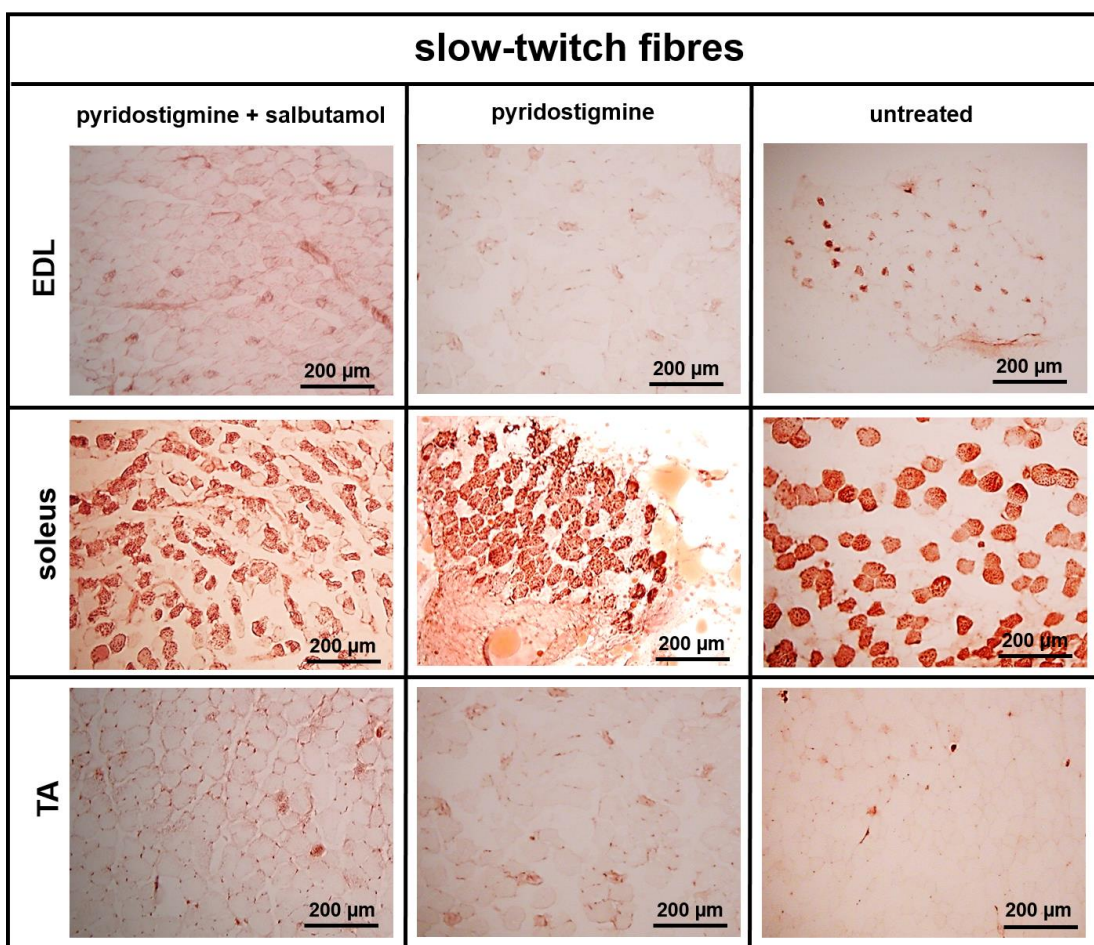 slow-twitch fibres
pyridostigmine + salbutamol
pyridostigmine
untreated
EDL
200 µm
200 µm
200 µm
soleus
200 µm
200 µm
200 µm
TA
200 µm
200 µm
200 µm